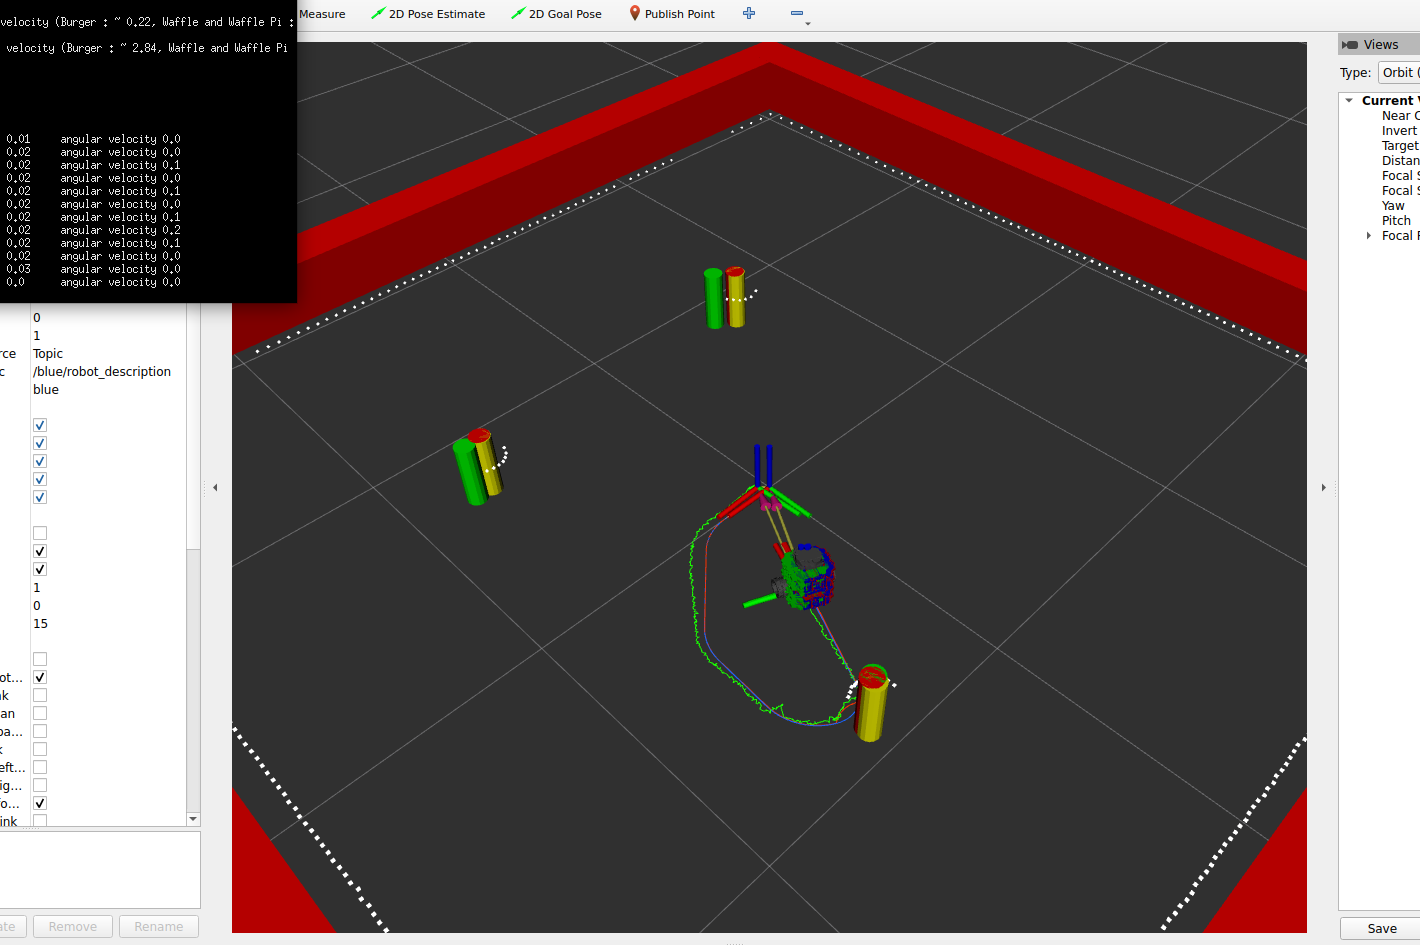 velocity (Burger : ~ 0.22, Waffle and Waffle Pi :
velocity (Burger : ~ 2.84, Waffle and Waffle Pi
0.01 angular velocity 0.0
0.02 angular velocity 0.0
0.02 angular velocity 0.1
0.02 angular velocity 0.0
0.02 angular velocity 0.1
0.02 angular velocity 0.0
0.02 angular velocity 0.1
0.02 angular velocity 0.2
0.02 angular velocity 0.1
0.02 angular velocity 0.0
0.03 angular velocity 0.0
0.0 angular velocity 0.0
Measure 2D Pose Estimate 2D Goal Pose Publish Point
0
1
rce Topic
c /blue/robot_description
blue
1
0
15
ot...
nk
an
pa...
k
eft...
ig...
fo...
ink
ate Remove Rename
Views
Type: Orbit (
Current V
Near C
Invert
Target
Distan
Focal S
Focal S
Yaw
Pitch
Focal F
Save